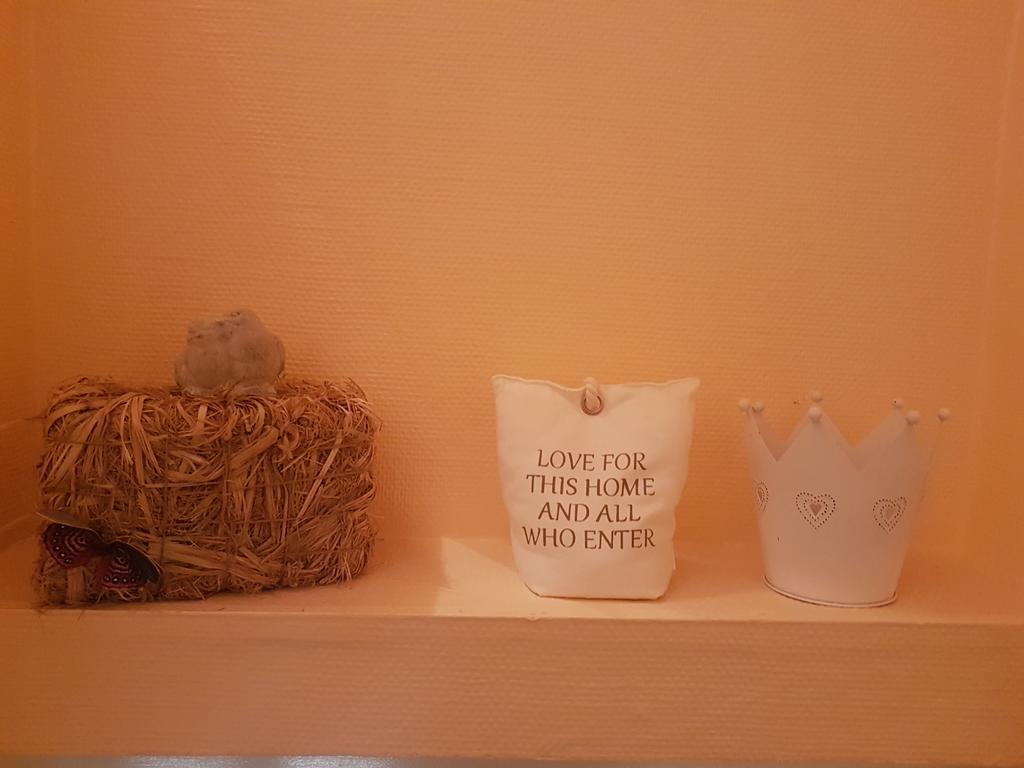 LOVE FOR
THIS HOME
AND ALL
WHO ENTER